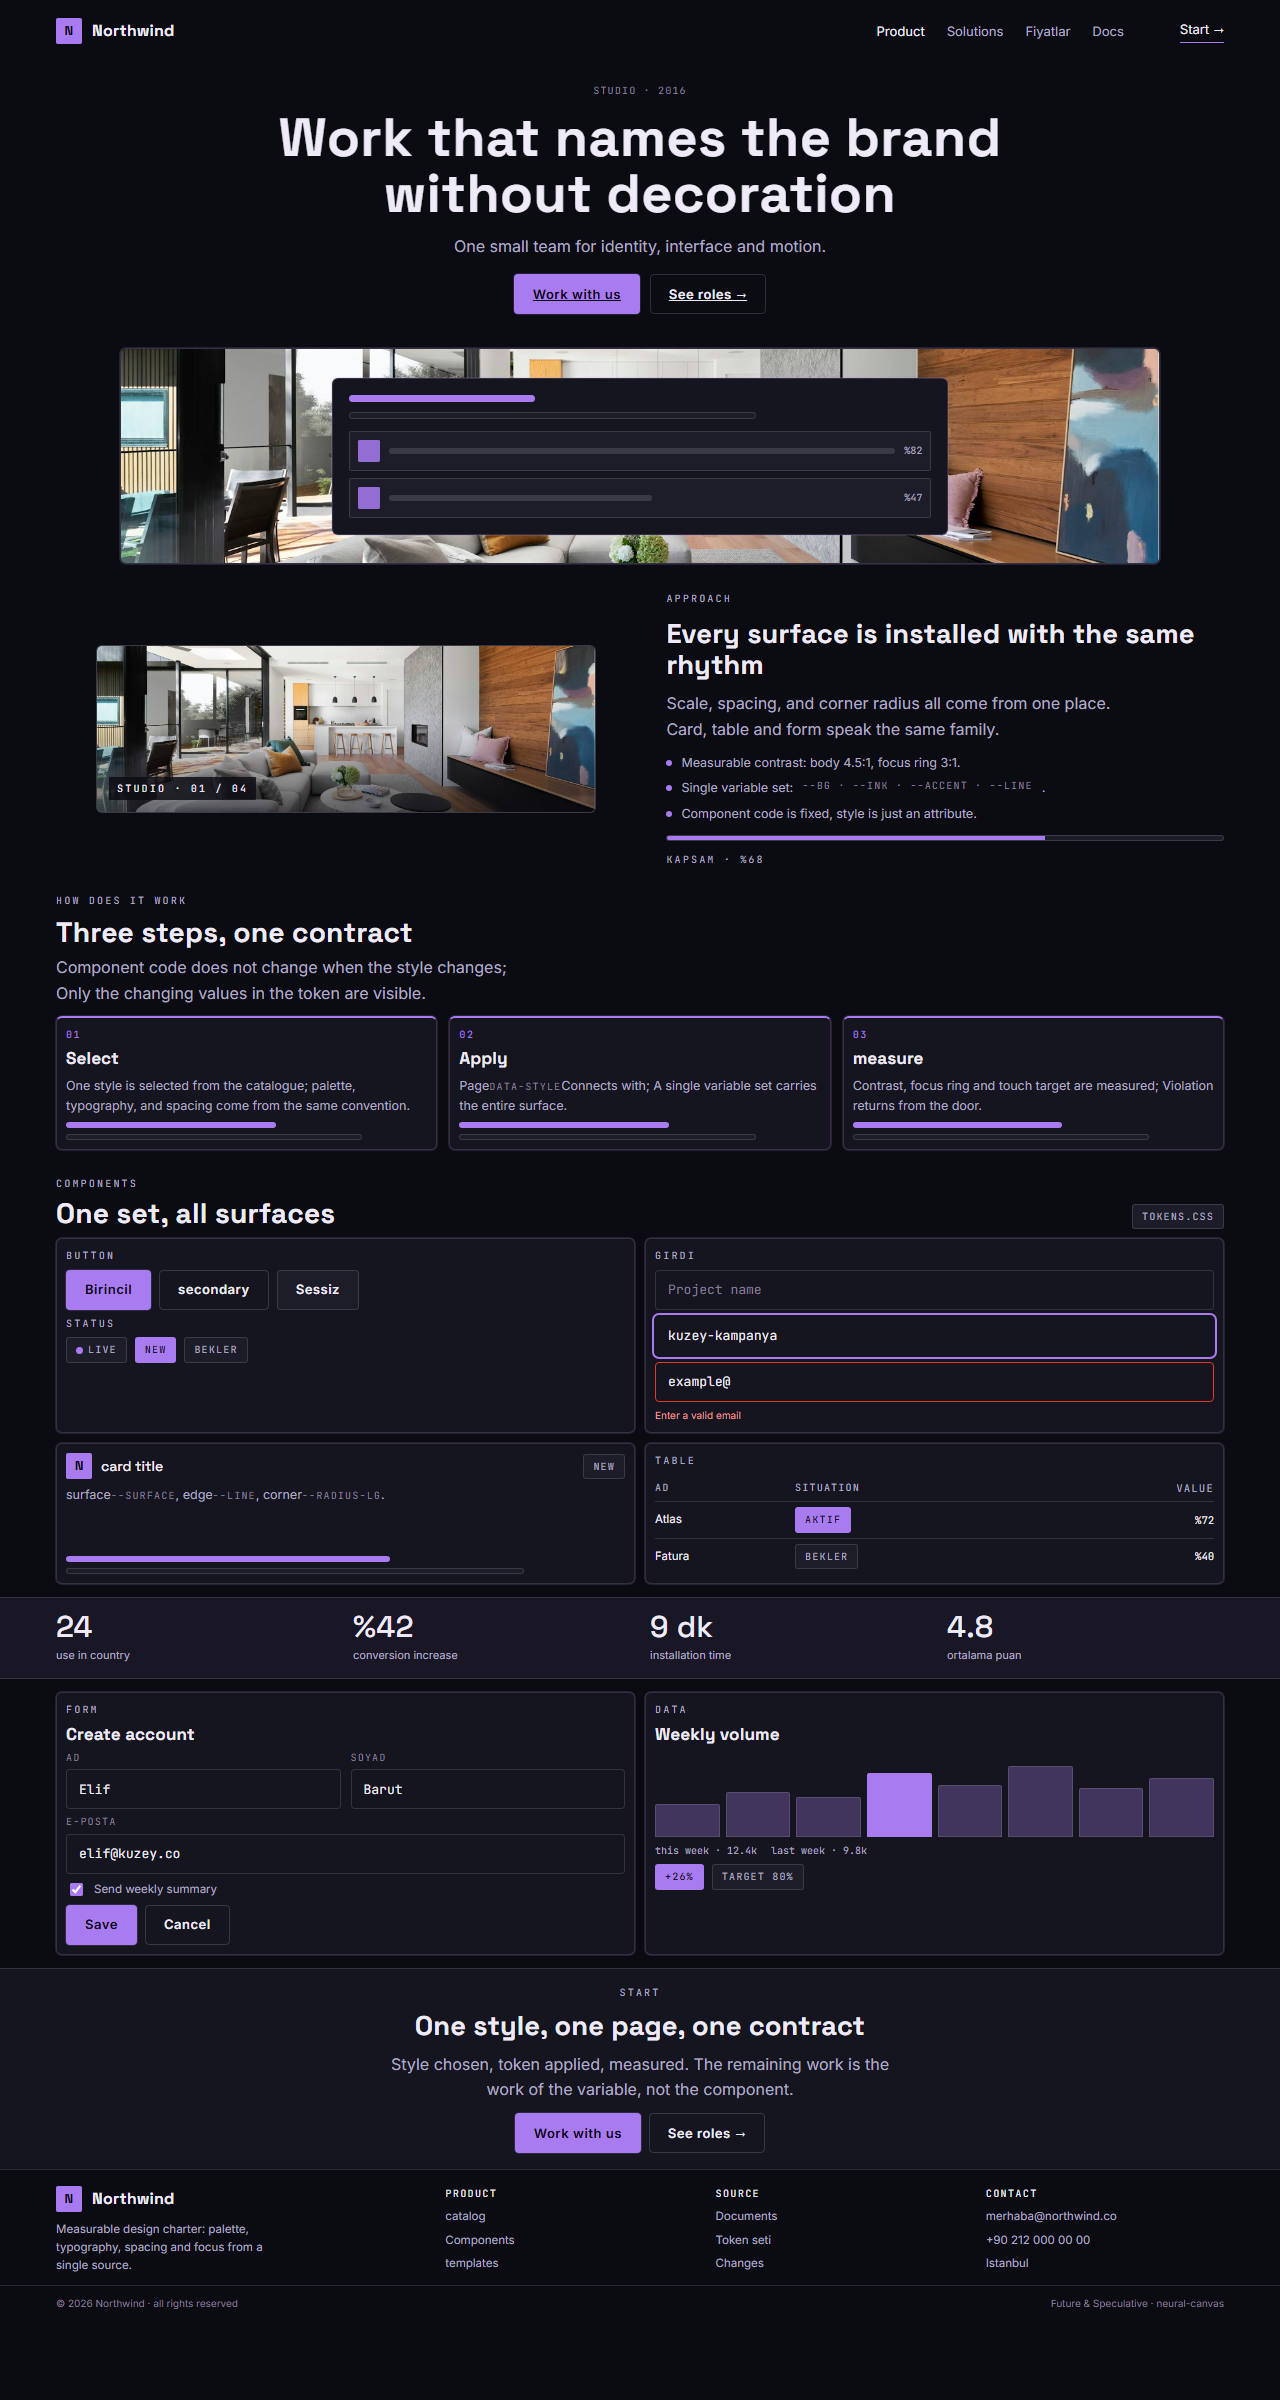 N Northwind
Product Solutions Fiyatlar Docs Start →
STUDIO · 2016
Work that names the brand
without decoration
One small team for identity, interface and motion.
Work with us See roles →
%82
%47
STUDIO · 01 / 04
APPROACH
Every surface is installed with the same
rhythm
Scale, spacing, and corner radius all come from one place.
Card, table and form speak the same family.
Measurable contrast: body 4.5:1, focus ring 3:1.
Single variable set: --BG · --INK · --ACCENT · --LINE .
Component code is fixed, style is just an attribute.
KAPSAM · %68
HOW DOES IT WORK
Three steps, one contract
Component code does not change when the style changes;
Only the changing values in the token are visible.
01
Select
One style is selected from the catalogue; palette,
typography, and spacing come from the same convention.
02
Apply
PageDATA-STYLEConnects with; A single variable set carries
the entire surface.
03
measure
Contrast, focus ring and touch target are measured; Violation
returns from the door.
COMPONENTS
One set, all surfaces
TOKENS.CSS
BUTTON
Birincil secondary Sessiz
STATUS
LIVE NEW BEKLER
GIRDI
Project name
kuzey-kampanya
example@
Enter a valid email
N card title NEW
surface--SURFACE, edge--LINE, corner--RADIUS-LG.
TABLE
AD SITUATION VALUE
Atlas AKTIF %72
Fatura BEKLER %40
24
use in country
%42
conversion increase
9 dk
installation time
4.8
ortalama puan
FORM
Create account
AD SOYAD
Elif Barut
E-POSTA
elif@kuzey.co
Send weekly summary
Save Cancel
DATA
Weekly volume
this week · 12.4k last week · 9.8k
+26% TARGET 80%
START
One style, one page, one contract
Style chosen, token applied, measured. The remaining work is the
work of the variable, not the component.
Work with us See roles →
N Northwind
Measurable design charter: palette,
typography, spacing and focus from a
single source.
PRODUCT
catalog
Components
templates
SOURCE
Documents
Token seti
Changes
CONTACT
merhaba@northwind.co
+90 212 000 00 00
Istanbul
© 2026 Northwind · all rights reserved
Future & Speculative · neural-canvas